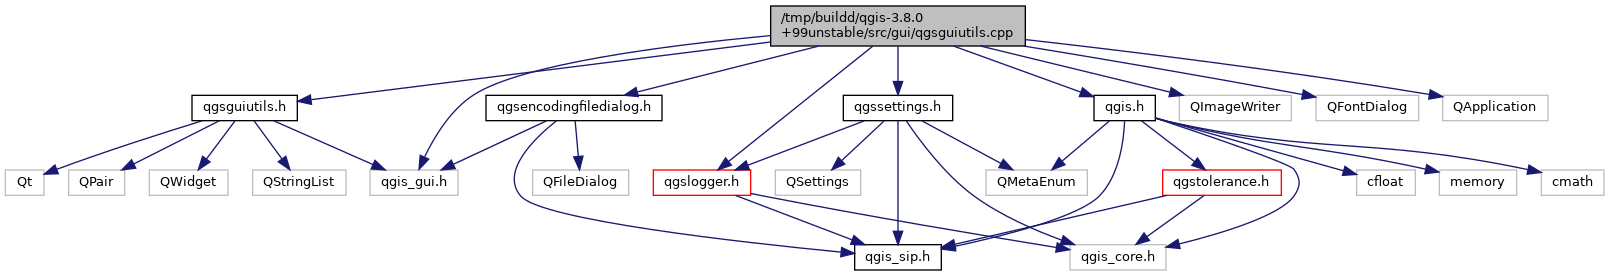 /tmp/buildd/qgis-3.8.0
+99unstable/src/gui/qgsguiutils.cpp
qgsguiutils.h
qgsencodingfiledialog.h
qgssettings.h
qgis.h
QImageWriter
QFontDialog
QApplication
Qt
QPair
QWidget
QStringList
qgis_gui.h
QFileDialog
qgslogger.h
QSettings
QMetaEnum
qgstolerance.h
cfloat
memory
cmath
qgis_sip.h
qgis_core.h